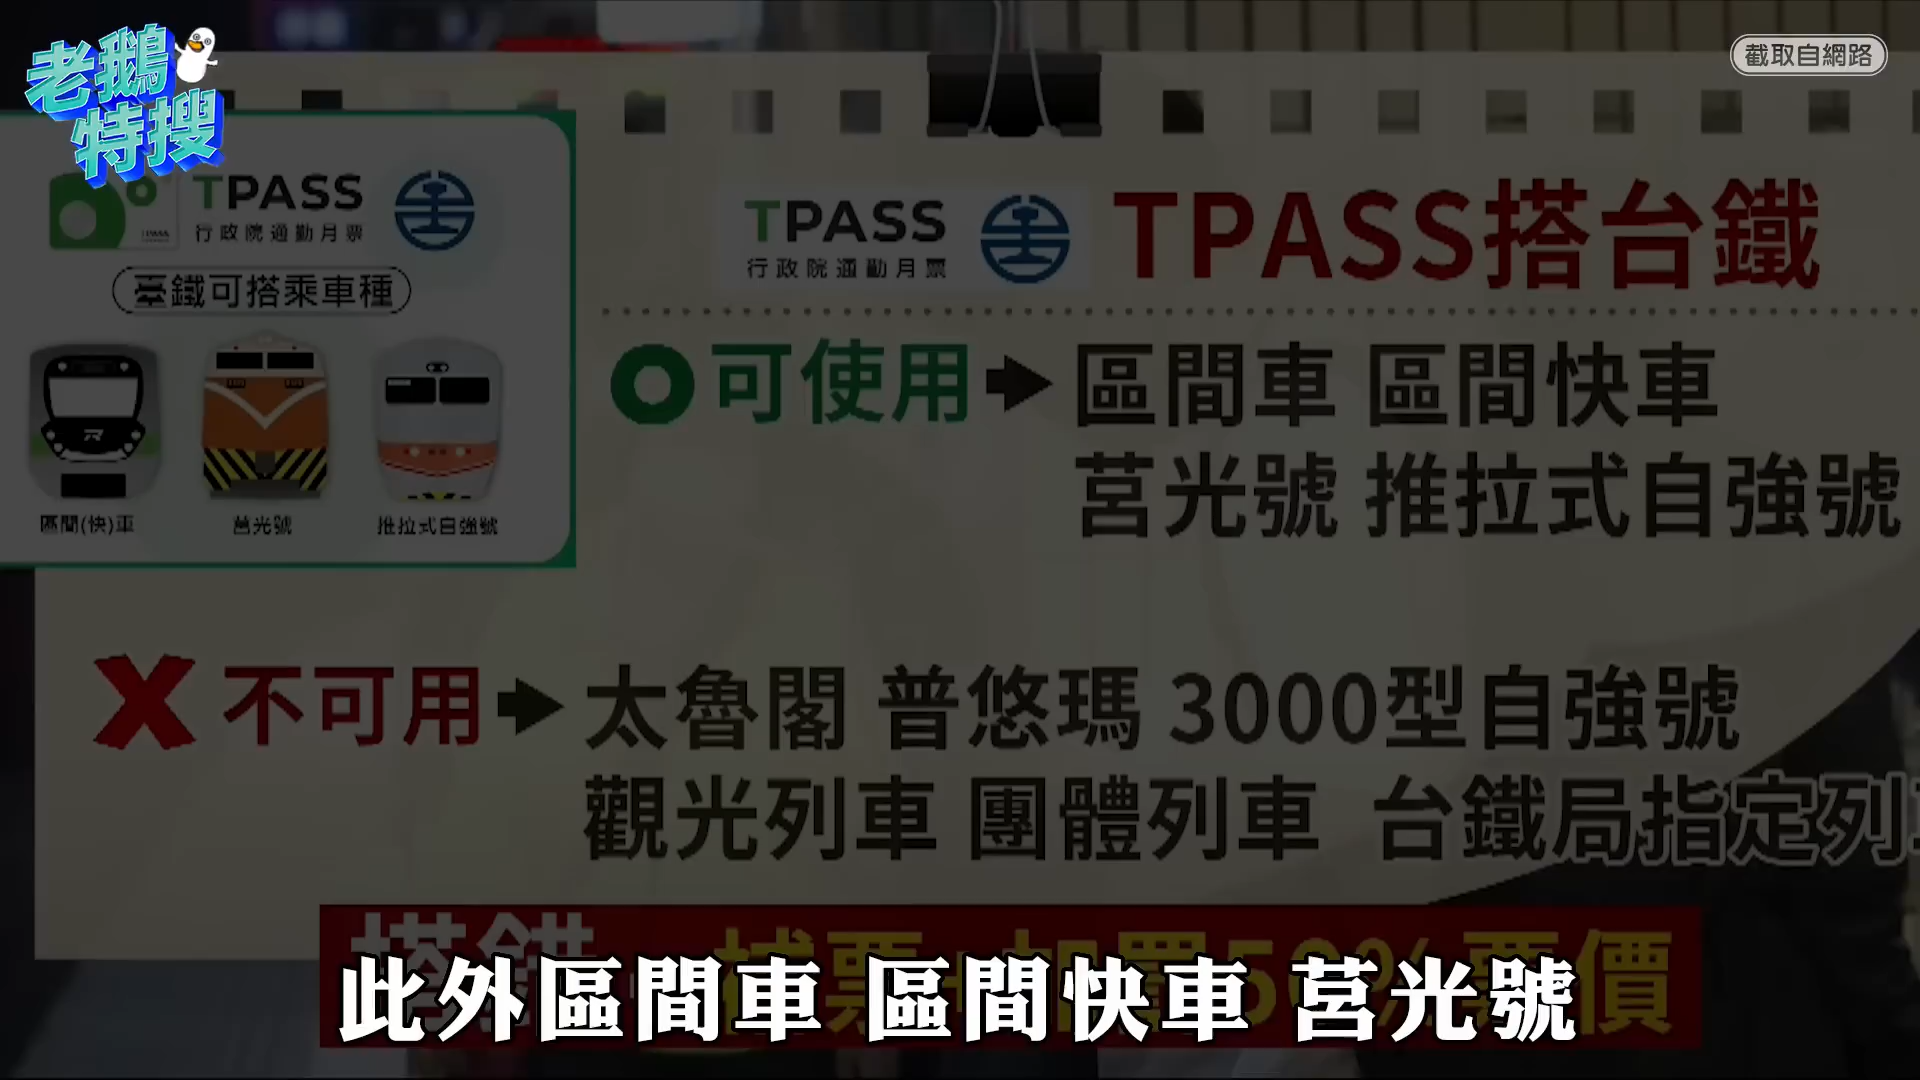 老鵝
特搜
截取自網路
TPASS
行政院通勤月票
臺鐵可搭乘車種
區間(快)車
莒光號
推拉式自強號
TPASS
行政院通勤月票
TPASS搭台鐵
可使用
區間車 區間快車
莒光號 推拉式自強號
不可用
太魯閣 普悠瑪 3000型自強號
觀光列車 團體列車 台鐵局指定列
此外區間車 區間快車 莒光號